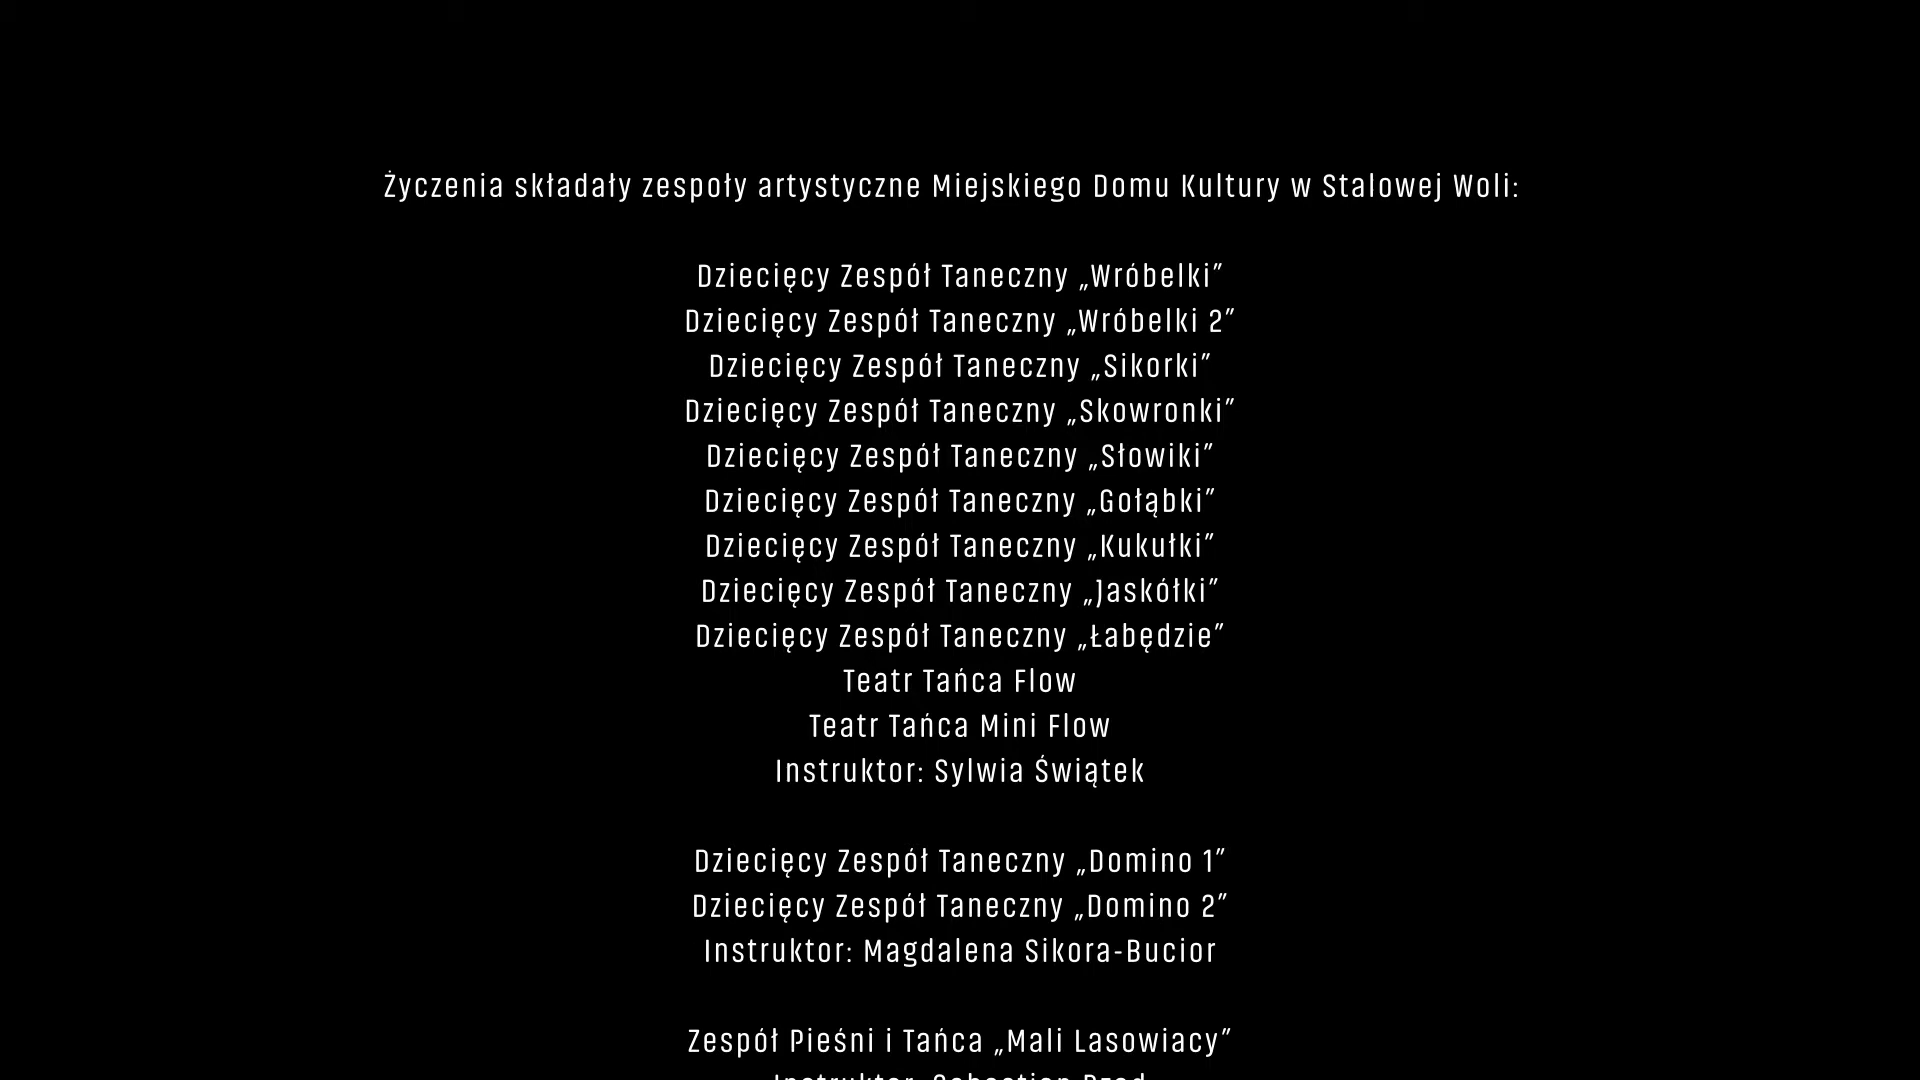 Życzenia składały zespoły artystyczne Miejskiego Domu Kultury w Stalowej Woli:
Dziecięcy Zespół Taneczny „Wróbelki”
Dziecięcy Zespół Taneczny „Wróbelki 2”
Dziecięcy Zespół Taneczny „Sikorki”
Dziecięcy Zespół Taneczny „Skowronki”
Dziecięcy Zespół Taneczny „Słowiki”
Dziecięcy Zespół Taneczny „Gołąbki”
Dziecięcy Zespół Taneczny „Kukułki”
Dziecięcy Zespół Taneczny „Jaskółki”
Dziecięcy Zespół Taneczny „Łabędzie”
Teatr Tańca Flow
Teatr Tańca Mini Flow
Instruktor: Sylwia Świątek
Dziecięcy Zespół Taneczny „Domino 1”
Dziecięcy Zespół Taneczny „Domino 2”
Instruktor: Magdalena Sikora-Bucior
Zespół Pieśni i Tańca „Mali Lasowiacy”
Instruktor: Sebastian